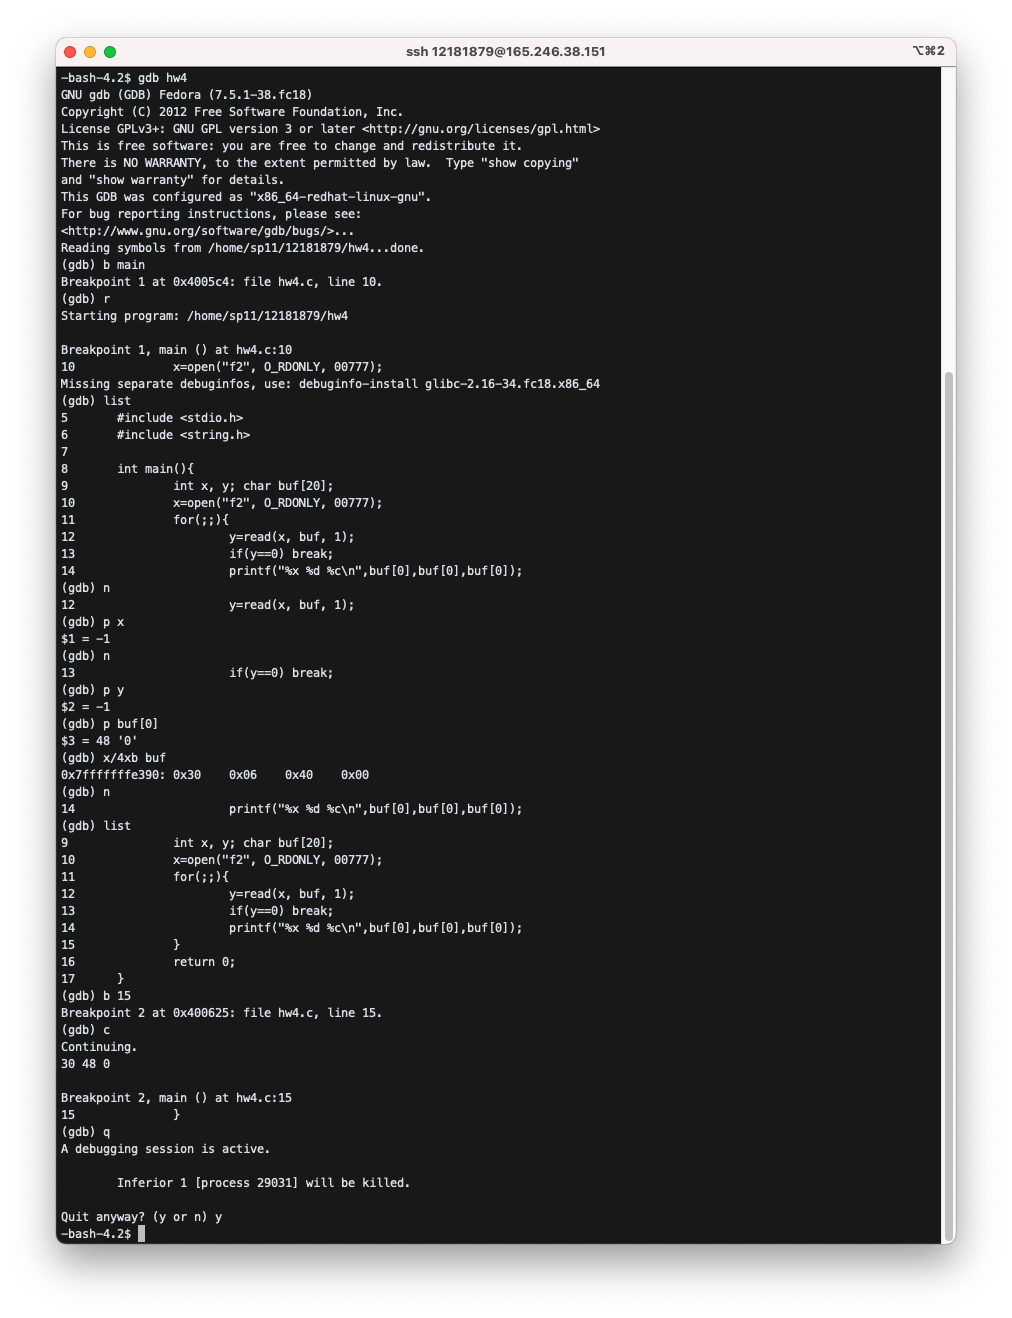 ssh 12181879@165.246.38.151
⌥⌘2
-bash-4.2$ gdb hw4
GNU gdb (GDB) Fedora (7.5.1-38.fc18)
Copyright (C) 2012 Free Software Foundation, Inc.
License GPLv3+: GNU GPL version 3 or later <http://gnu.org/licenses/gpl.html>
This is free software: you are free to change and redistribute it.
There is NO WARRANTY, to the extent permitted by law.  Type "show copying"
and "show warranty" for details.
This GDB was configured as "x86_64-redhat-linux-gnu".
For bug reporting instructions, please see:
<http://www.gnu.org/software/gdb/bugs/>...
Reading symbols from /home/sp11/12181879/hw4...done.
(gdb) b main
Breakpoint 1 at 0x4005c4: file hw4.c, line 10.
(gdb) r
Starting program: /home/sp11/12181879/hw4
Breakpoint 1, main () at hw4.c:10
10              x=open("f2", O_RDONLY, 00777);
Missing separate debuginfos, use: debuginfo-install glibc-2.16-34.fc18.x86_64
(gdb) list
5       #include <stdio.h>
6       #include <string.h>
7
8       int main(){
9               int x, y; char buf[20];
10              x=open("f2", O_RDONLY, 00777);
11              for(;;){
12                      y=read(x, buf, 1);
13                      if(y==0) break;
14                      printf("%x %d %c\n",buf[0],buf[0],buf[0]);
(gdb) n
12                      y=read(x, buf, 1);
(gdb) p x
$1 = -1
(gdb) n
13                      if(y==0) break;
(gdb) p y
$2 = -1
(gdb) p buf[0]
$3 = 48 '0'
(gdb) x/4xb buf
0x7fffffffe390: 0x30    0x06    0x40    0x00
(gdb) n
14                      printf("%x %d %c\n",buf[0],buf[0],buf[0]);
(gdb) list
9               int x, y; char buf[20];
10              x=open("f2", O_RDONLY, 00777);
11              for(;;){
12                      y=read(x, buf, 1);
13                      if(y==0) break;
14                      printf("%x %d %c\n",buf[0],buf[0],buf[0]);
15              }
16              return 0;
17      }
(gdb) b 15
Breakpoint 2 at 0x400625: file hw4.c, line 15.
(gdb) c
Continuing.
30 48 0
Breakpoint 2, main () at hw4.c:15
15              }
(gdb) q
A debugging session is active.
        Inferior 1 [process 29031] will be killed.
Quit anyway? (y or n) y
-bash-4.2$